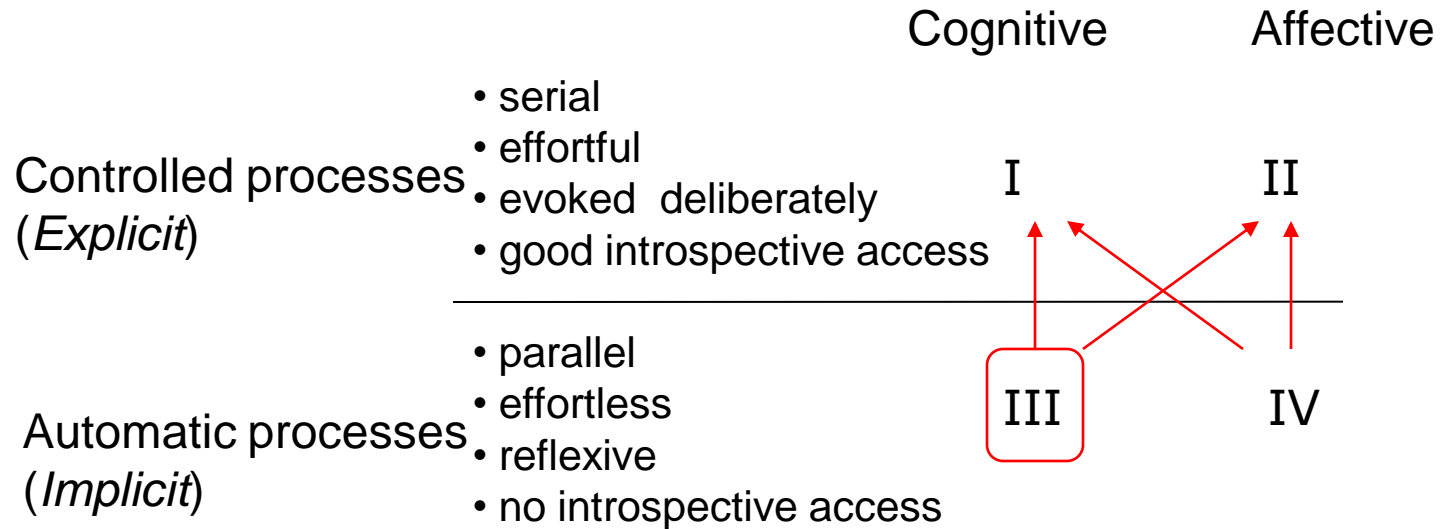 Cognitive Affective
Controlled processes
(Explicit)
• serial
• effortful
• evoked deliberately
• good introspective access
I II
Automatic processes
(Implicit)
• parallel
• effortless
• reflexive
• no introspective access
III IV